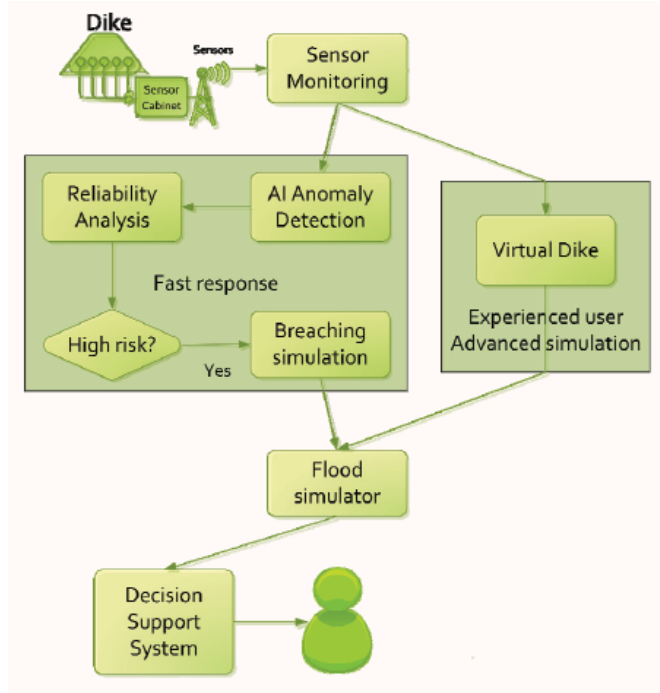 Dike
Sensors
Sensor
Cabinet
Sensor
Monitoring
Reliability
Analysis
AI Anomaly
Detection
Virtual Dike
Fast response
Experienced user
Advanced simulation
High risk?
Yes
Breaching
simulation
Flood
simulator
Decision
Support
System